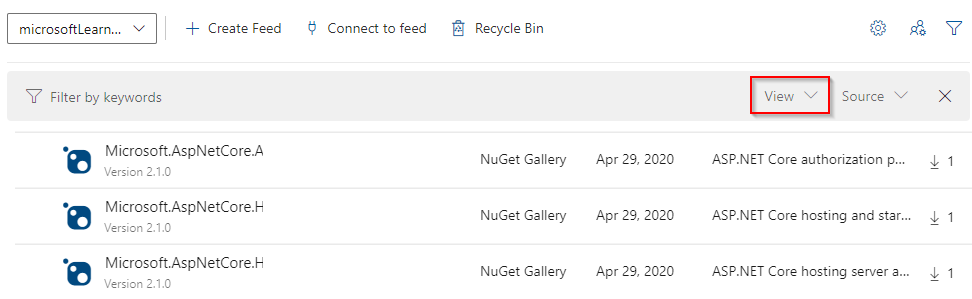 microsoftLearn... Create Feed Connect to feed Recycle Bin
Filter by keywords View Source
Microsoft.AspNetCore.A NuGet Gallery Apr 29, 2020 ASP.NET Core authorization p... 1
Version 2.1.0
Microsoft.AspNetCore.H NuGet Gallery Apr 29, 2020 ASP.NET Core hosting and star... 1
Version 2.1.0
Microsoft.AspNetCore.H NuGet Gallery Apr 29, 2020 ASP.NET Core hosting server a... 1
Version 2.1.0